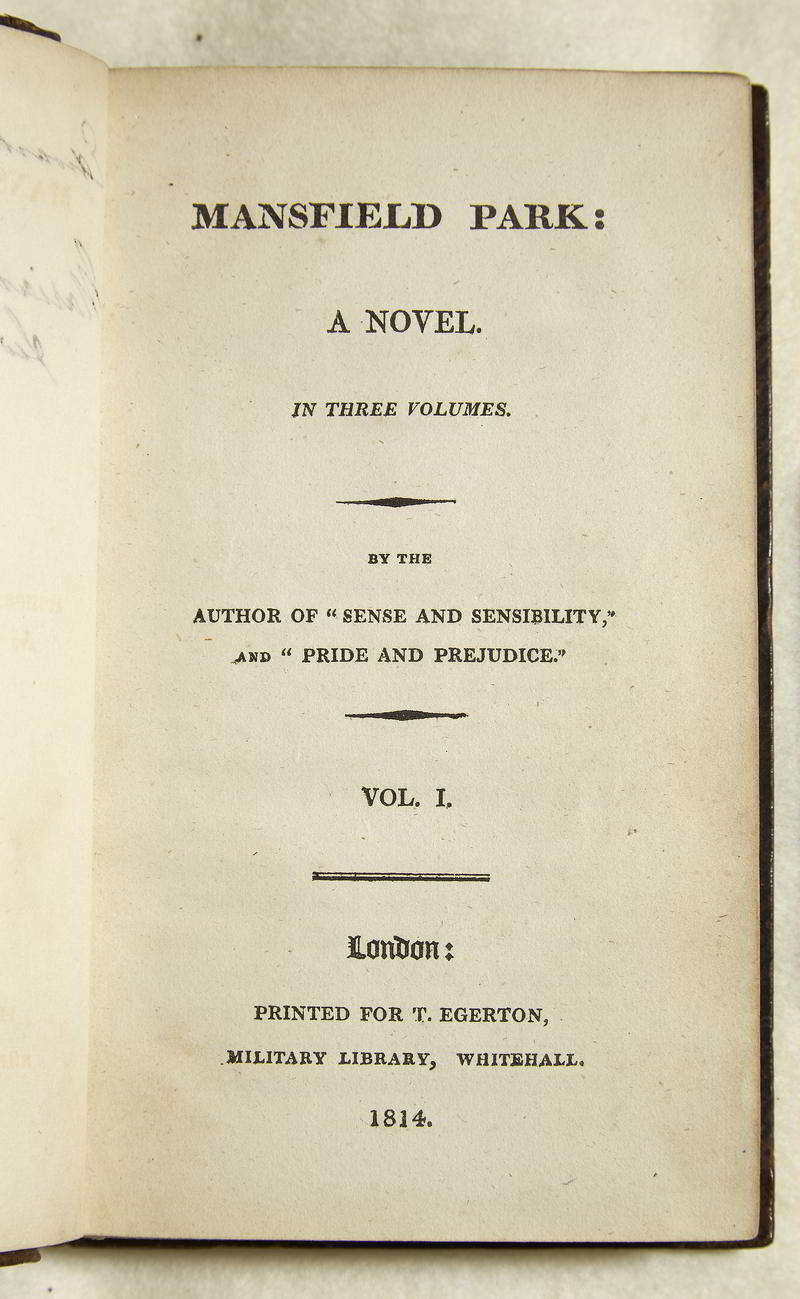 MANSFIELD PARK:
A NOVEL.
IN THREE VOLUMES.
BY THE
AUTHOR OF “ SENSE AND SENSIBILITY,”
AND “ PRIDE AND PREJUDICE.”
VOL. I.
London:
PRINTED FOR T. EGERTON,
MILITARY LIBRARY, WHITEHALL.
1814.